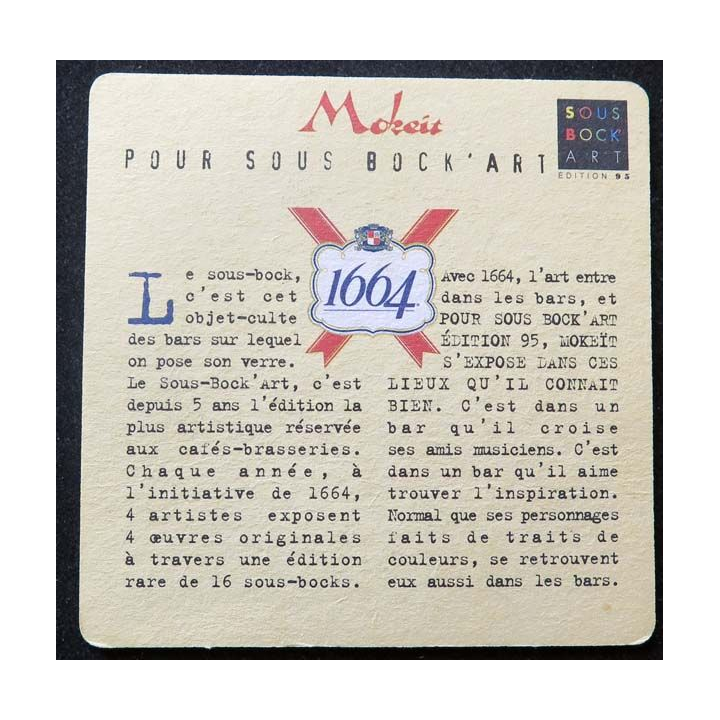 Mokeït
POUR SOUS BOCK'ART
SOUS
BOCK'
ART
EDITION 95
1664
Le sous-bock,
c'est cet
objet-culte
des bars sur lequel
on pose son verre.
Le Sous-Bock'Art, c'est
depuis 5 ans l'édition la
plus artistique réservée
aux cafés-brasseries.
Chaque année, à
l'initiative de 1664,
4 artistes exposent
4 œuvres originales
à travers une édition
rare de 16 sous-bocks.
Avec 1664, l'art entre
dans les bars, et
POUR SOUS BOCK'ART
ÉDITION 95, MOKEÏT
S'EXPOSE DANS CES
LIEUX QU'IL CONNAIT
BIEN. C'est dans un
bar qu'il croise
ses amis musiciens. C'est
dans un bar qu'il aime
trouver l'inspiration.
Normal que ses personnages
faits de traits de
couleurs, se retrouvent
eux aussi dans les bars.